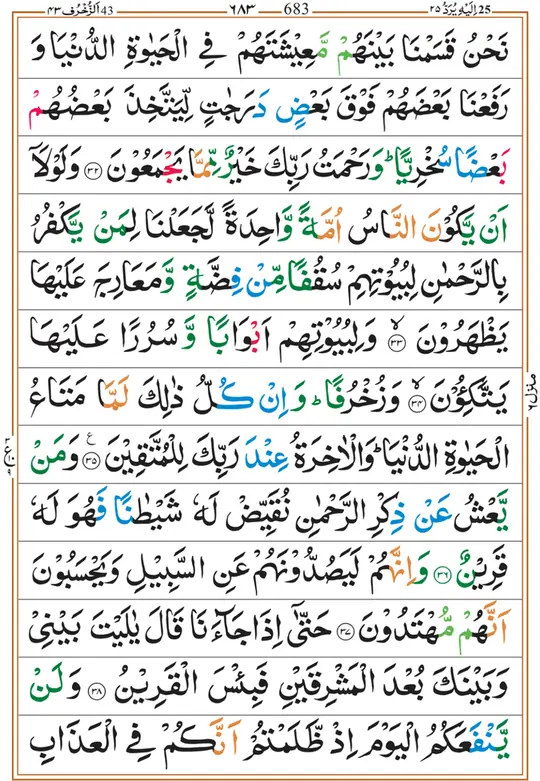 25 اِلَیْهِ یُرَدُّ ٢٥ 683 ٦٨٣ 43 اَلزُّخْرُف ٤٣
نَحْنُ قَسَمْنَا بَیْنَهُمْ مَّعِیْشَتَهُمْ فِی الْحَیٰوةِ الدُّنْیَا وَ
رَفَعْنَا بَعْضَهُمْ فَوْقَ بَعْضٍ دَرَجٰتٍ لِّیَتَّخِذَ بَعْضُهُمْ
بَعْضًا سُخْرِیًّا ؕ وَرَحْمَتُ رَبِّكَ خَیْرٌ مِّمَّا یَجْمَعُوْنَ ﴿٣٢﴾ وَلَوْلَاۤ
اَنْ یَّكُوْنَ النَّاسُ اُمَّةً وَّاحِدَةً لَّجَعَلْنَا لِمَنْ یَّكْفُرُ
بِالرَّحْمٰنِ لِبُیُوْتِهِمْ سُقُفًا مِّنْ فِضَّةٍ وَّ مَعَارِجَ عَلَیْهَا
یَظْهَرُوْنَ ﴿٣٣﴾ۙ وَلِبُیُوْتِهِمْ اَبْوَابًا وَّ سُرُرًا عَلَیْهَا
یَتَّكِـُٔوْنَ ﴿٣٤﴾ۙ وَزُخْرُفًا ؕ وَاِنْ كُلُّ ذٰلِكَ لَمَّا مَتَاعُ
الْحَیٰوةِ الدُّنْیَا ؕ وَالْاٰخِرَةُ عِنْدَ رَبِّكَ لِلْمُتَّقِیْنَ ﴿٣٥﴾ ع وَمَنْ
یَّعْشُ عَنْ ذِكْرِ الرَّحْمٰنِ نُقَیِّضْ لَهٗ شَیْطٰنًا فَهُوَ لَهٗ
قَرِیْنٌ ﴿٣٦﴾ وَاِنَّهُمْ لَیَصُدُّوْنَهُمْ عَنِ السَّبِیْلِ وَیَحْسَبُوْنَ
اَنَّهُمْ مُّهْتَدُوْنَ ﴿٣٧﴾ حَتّٰۤی اِذَا جَآءَنَا قَالَ یٰلَیْتَ بَیْنِیْ
وَبَیْنَكَ بُعْدَ الْمَشْرِقَیْنِ فَبِئْسَ الْقَرِیْنُ ﴿٣٨﴾ وَلَنْ
یَّنْفَعَكُمُ الْیَوْمَ اِذْ ظَّلَمْتُمْ اَنَّكُمْ فِی الْعَذَابِ
منزل ٦